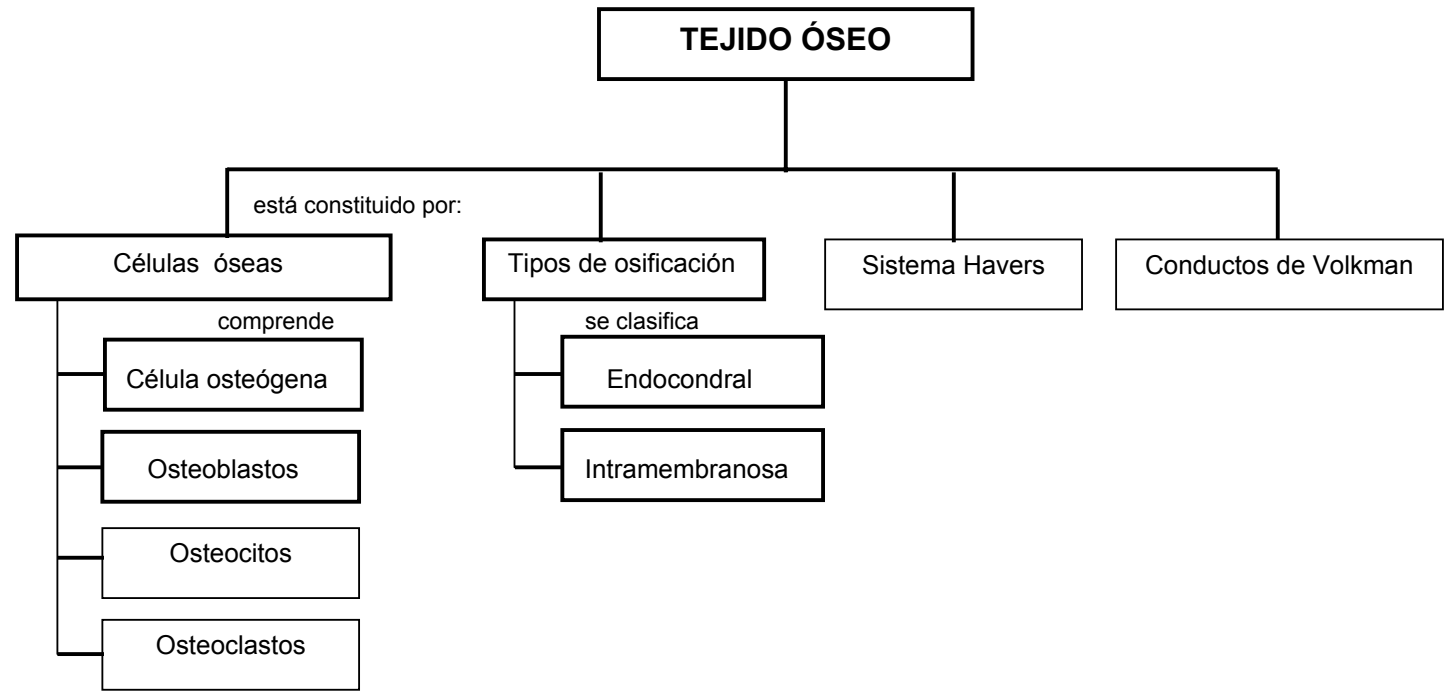 TEJIDO ÓSEO
está constituido por:
Células óseas
Tipos de osificación
Sistema Havers
Conductos de Volkman
comprende
se clasifica
Célula osteógena
Endocondral
Osteoblastos
Intramembranosa
Osteocitos
Osteoclastos